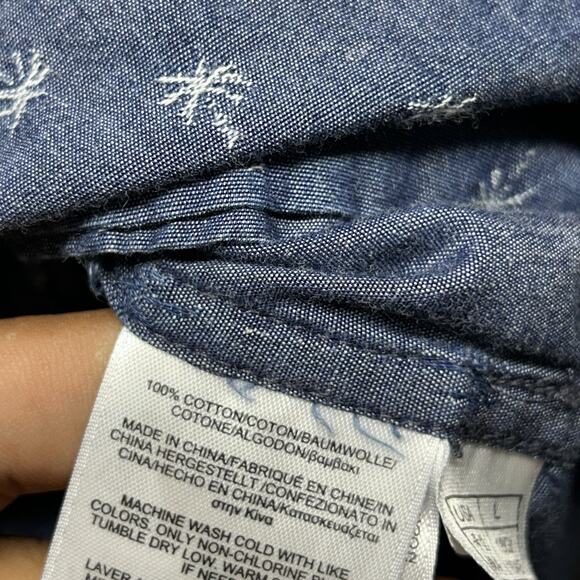 100% COTTON/COTON/BAUMWOLLE/
COTONE/ALGODON/βαμβάκι
MADE IN CHINA/FABRIQUÉ EN CHINE/IN
CHINA HERGESTELLT /CONFEZIONATO IN
CINA/HECHO EN CHINA/Κατασκευάζεται
στην Κίνα
MACHINE WASH COLD WITH LIKE
COLORS. ONLY NON-CHLORINE
TUMBLE DRY LOW. WARM
IF
LAYER
L